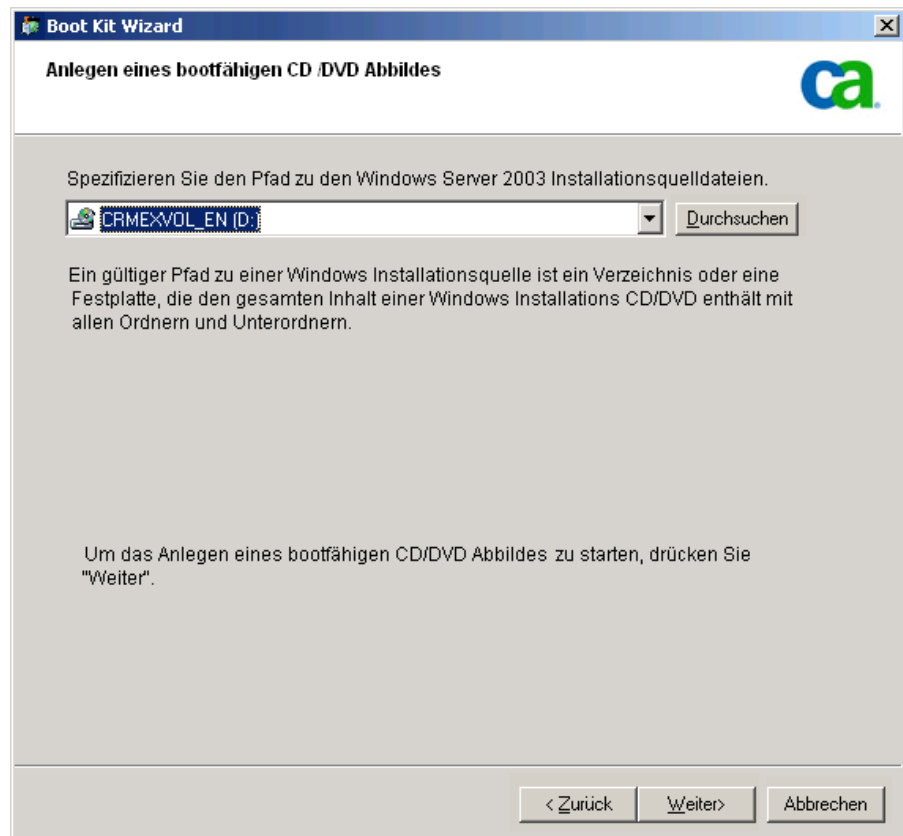 Boot Kit Wizard
Anlegen eines bootfähigen CD /DVD Abbildes
ca
Spezifizieren Sie den Pfad zu den Windows Server 2003 Installationsquelldateien.
CRMEXVOL_EN (D:)
Durchsuchen
Ein gültiger Pfad zu einer Windows Installationsquelle ist ein Verzeichnis oder eine
Festplatte, die den gesamten Inhalt einer Windows Installations CD/DVD enthält mit
allen Ordnern und Unterordnern.
Um das Anlegen eines bootfähigen CD/DVD Abbildes zu starten, drücken Sie
"Weiter".
< Zurück
Weiter>
Abbrechen